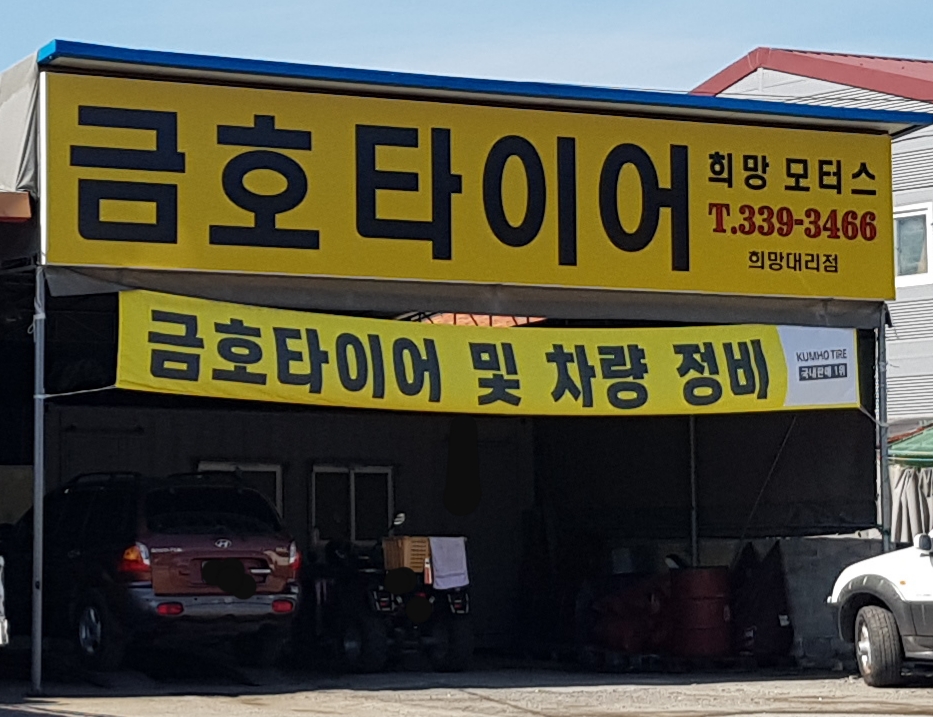 금호타이어
희망 모터스
T.339-3466
희망대리점
금호타이어 및 차량 정비
KUMHO TIRE
국내판매 1위